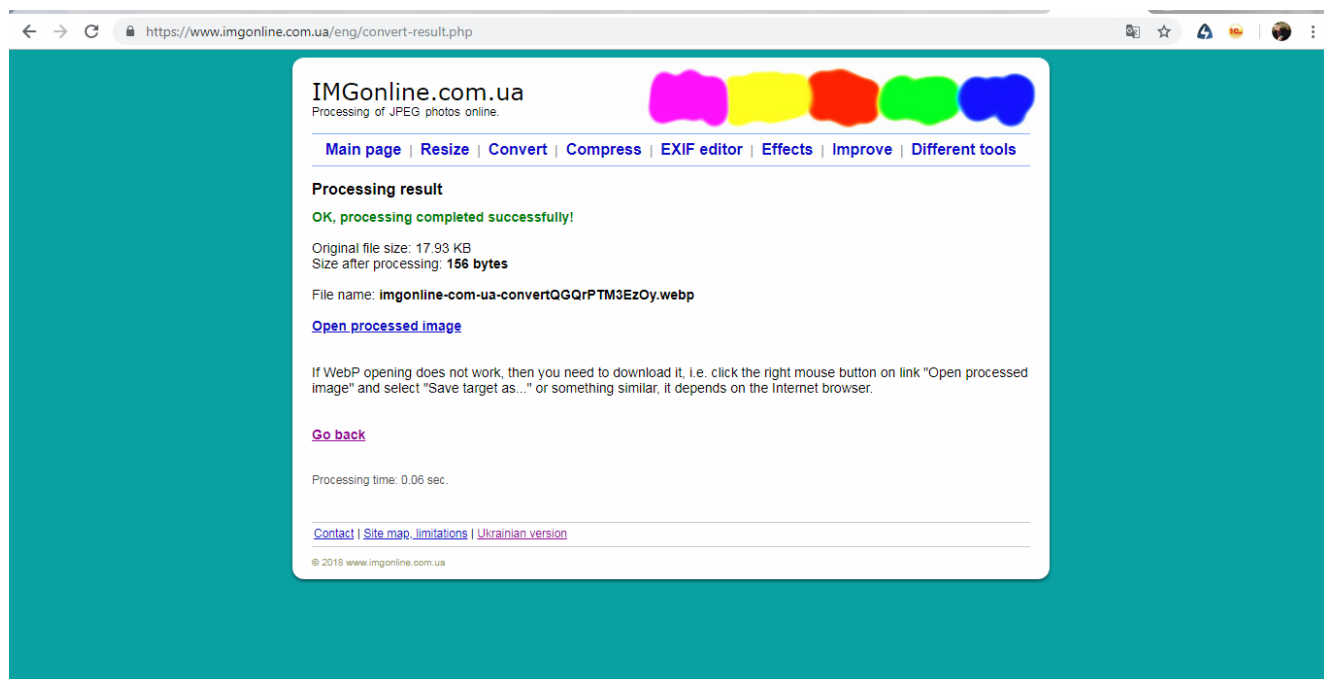 https://www.imgonline.com.ua/eng/convert-result.php
IMGonline.com.ua
Processing of JPEG photos online.
Main page | Resize | Convert | Compress | EXIF editor | Effects | Improve | Different tools
Processing result
OK, processing completed successfully!
Original file size: 17.93 KB
Size after processing: 156 bytes
File name: imgonline-com-ua-convertQGQrPTM3EzOy.webp
Open processed image
If WebP opening does not work, then you need to download it, i.e. click the right mouse button on link "Open processed
image" and select "Save target as..." or something similar, it depends on the Internet browser.
Go back
Processing time: 0.06 sec.
Contact | Site map, limitations | Ukrainian version
© 2018 www.imgonline.com.ua